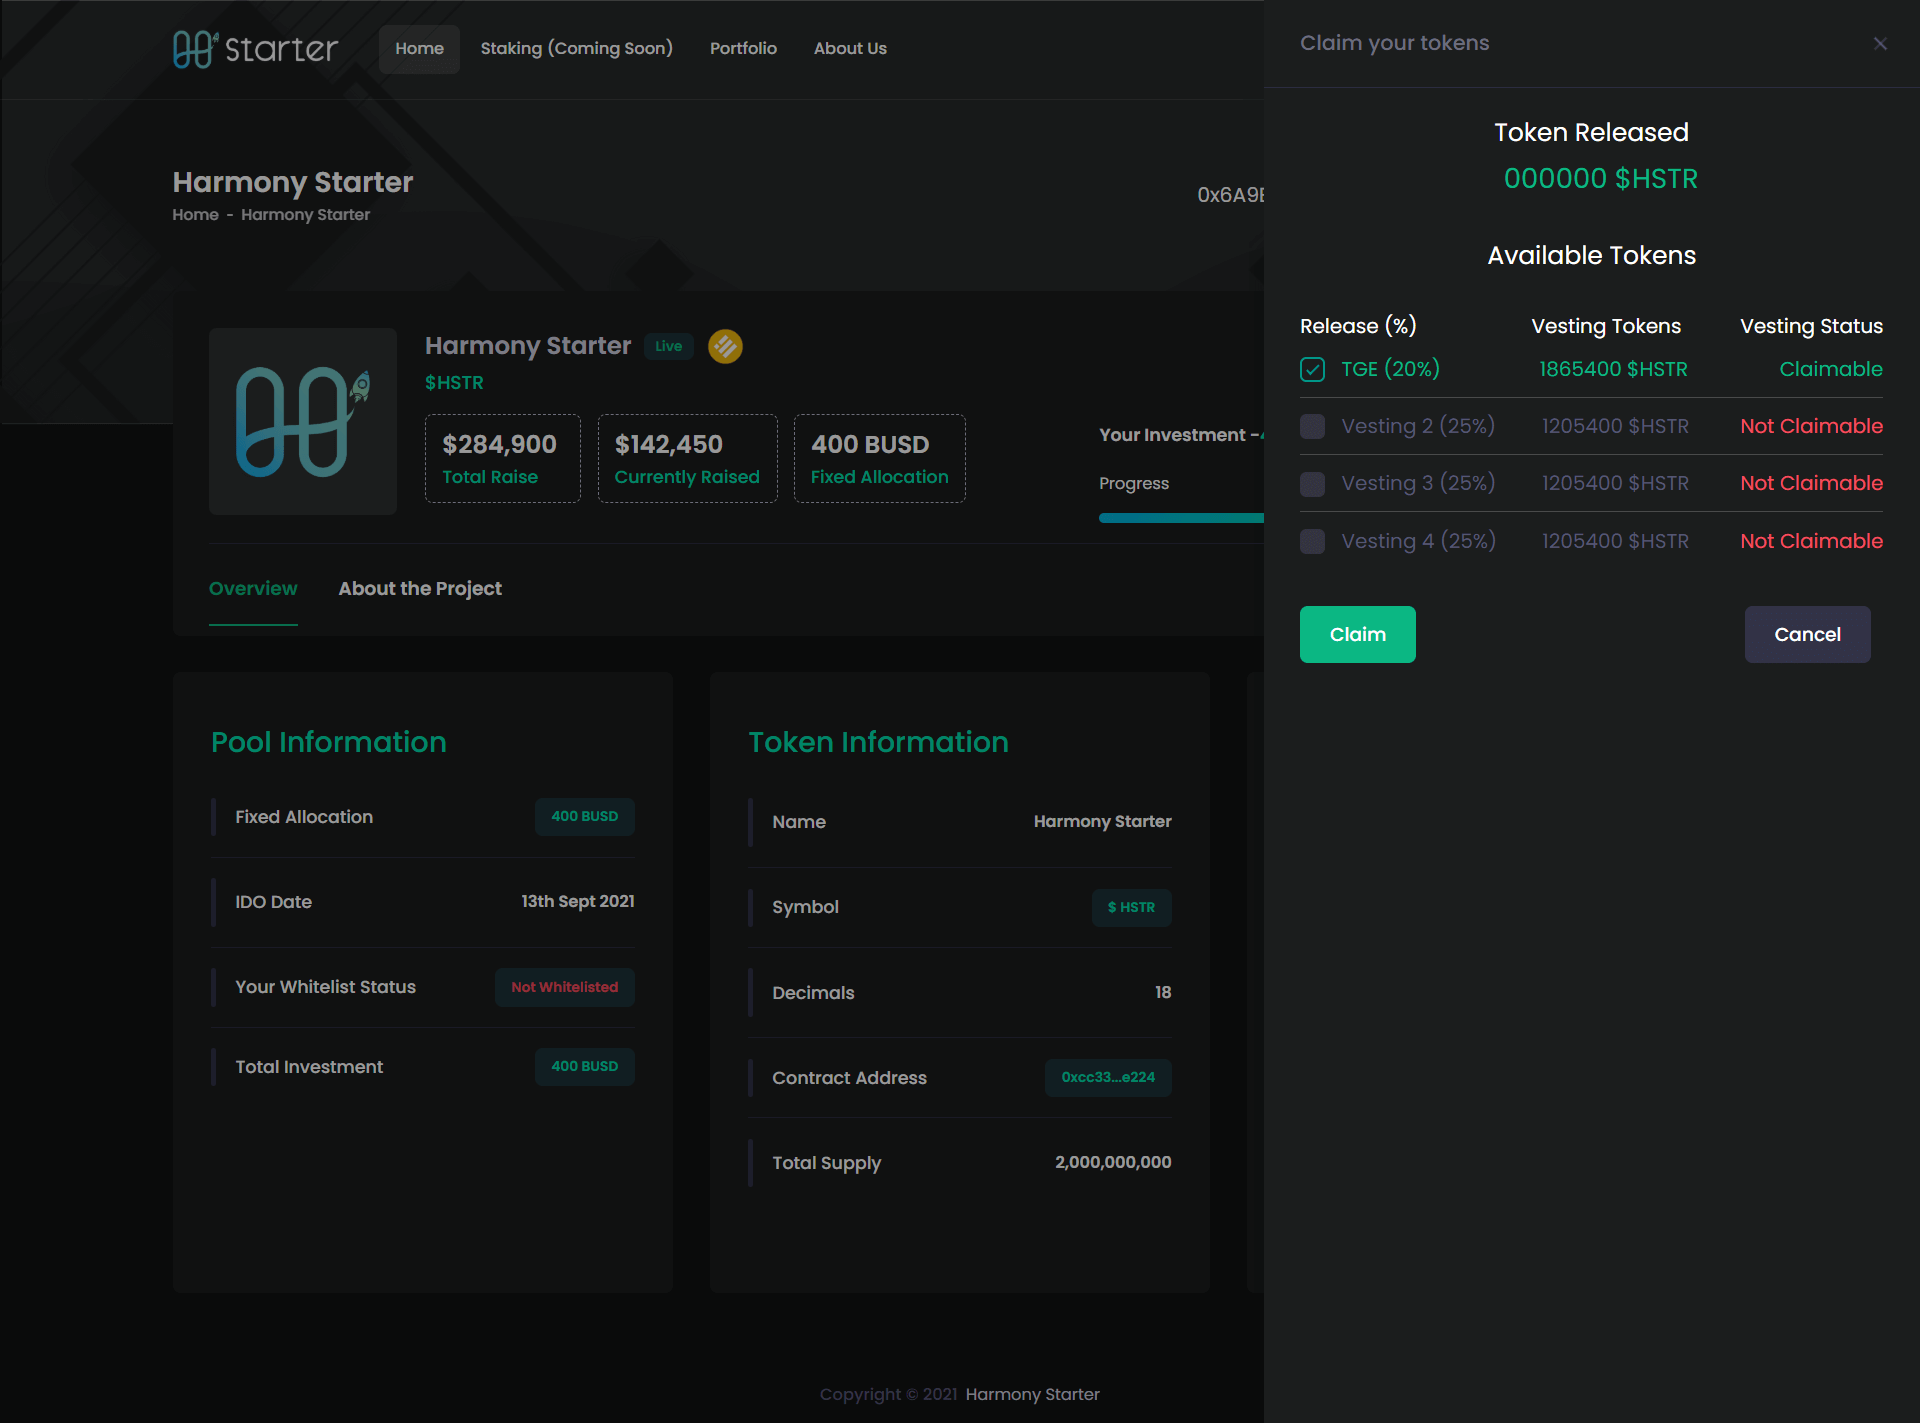 Starter
Home
Staking (Coming Soon)
Portfolio
About Us
Harmony Starter
Home - Harmony Starter
0x6A9
Harmony Starter
Live
$HSTR
$284,900
Total Raise
$142,450
Currently Raised
400 BUSD
Fixed Allocation
Your Investment -
Progress
Overview
About the Project
Pool Information
Fixed Allocation
400 BUSD
IDO Date
13th Sept 2021
Your Whitelist Status
Not Whitelisted
Total Investment
400 BUSD
Token Information
Name
Harmony Starter
Symbol
$ HSTR
Decimals
18
Contract Address
0xcc33...e224
Total Supply
2,000,000,000
Copyright © 2021 Harmony Starter
Claim your tokens
Token Released
000000 $HSTR
Available Tokens
Release (%) Vesting Tokens Vesting Status
TGE (20%) 1865400 $HSTR Claimable
Vesting 2 (25%) 1205400 $HSTR Not Claimable
Vesting 3 (25%) 1205400 $HSTR Not Claimable
Vesting 4 (25%) 1205400 $HSTR Not Claimable
Claim
Cancel